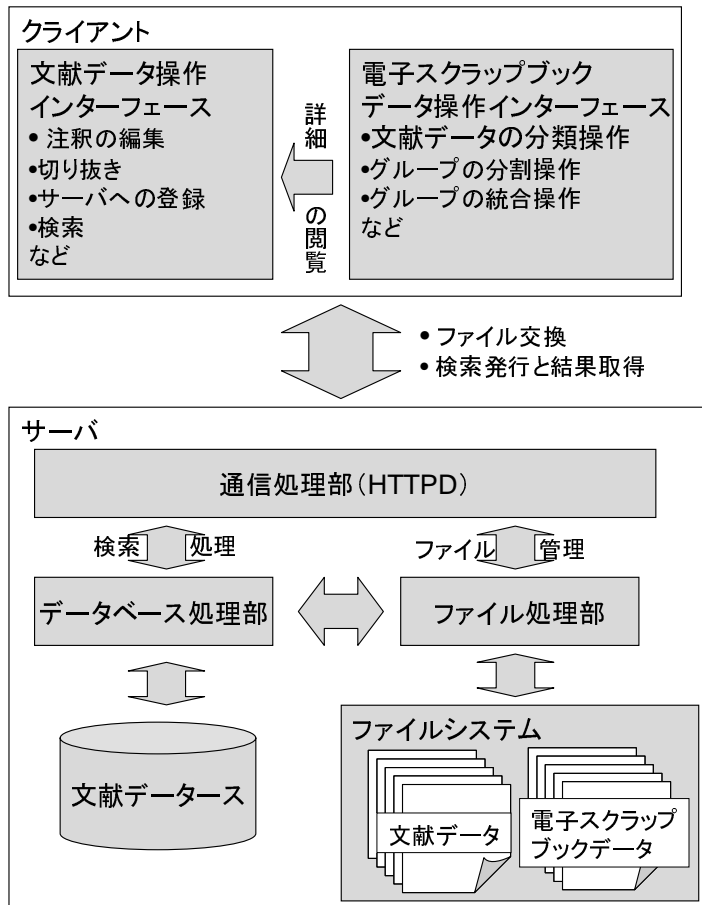 クライアント
文献データ操作
インターフェース
• 注釈の編集
•切り抜き
•サーバへの登録
•検索
など
詳細
の閲覧
電子スクラップブック
データ操作インターフェース
•文献データの分類操作
•グループの分割操作
•グループの統合操作
など
• ファイル交換
• 検索発行と結果取得
サーバ
通信処理部(HTTPD)
検索 処理
ファイル 管理
データベース処理部
ファイル処理部
文献データース
ファイルシステム
文献データ
電子スクラップ
ブックデータ